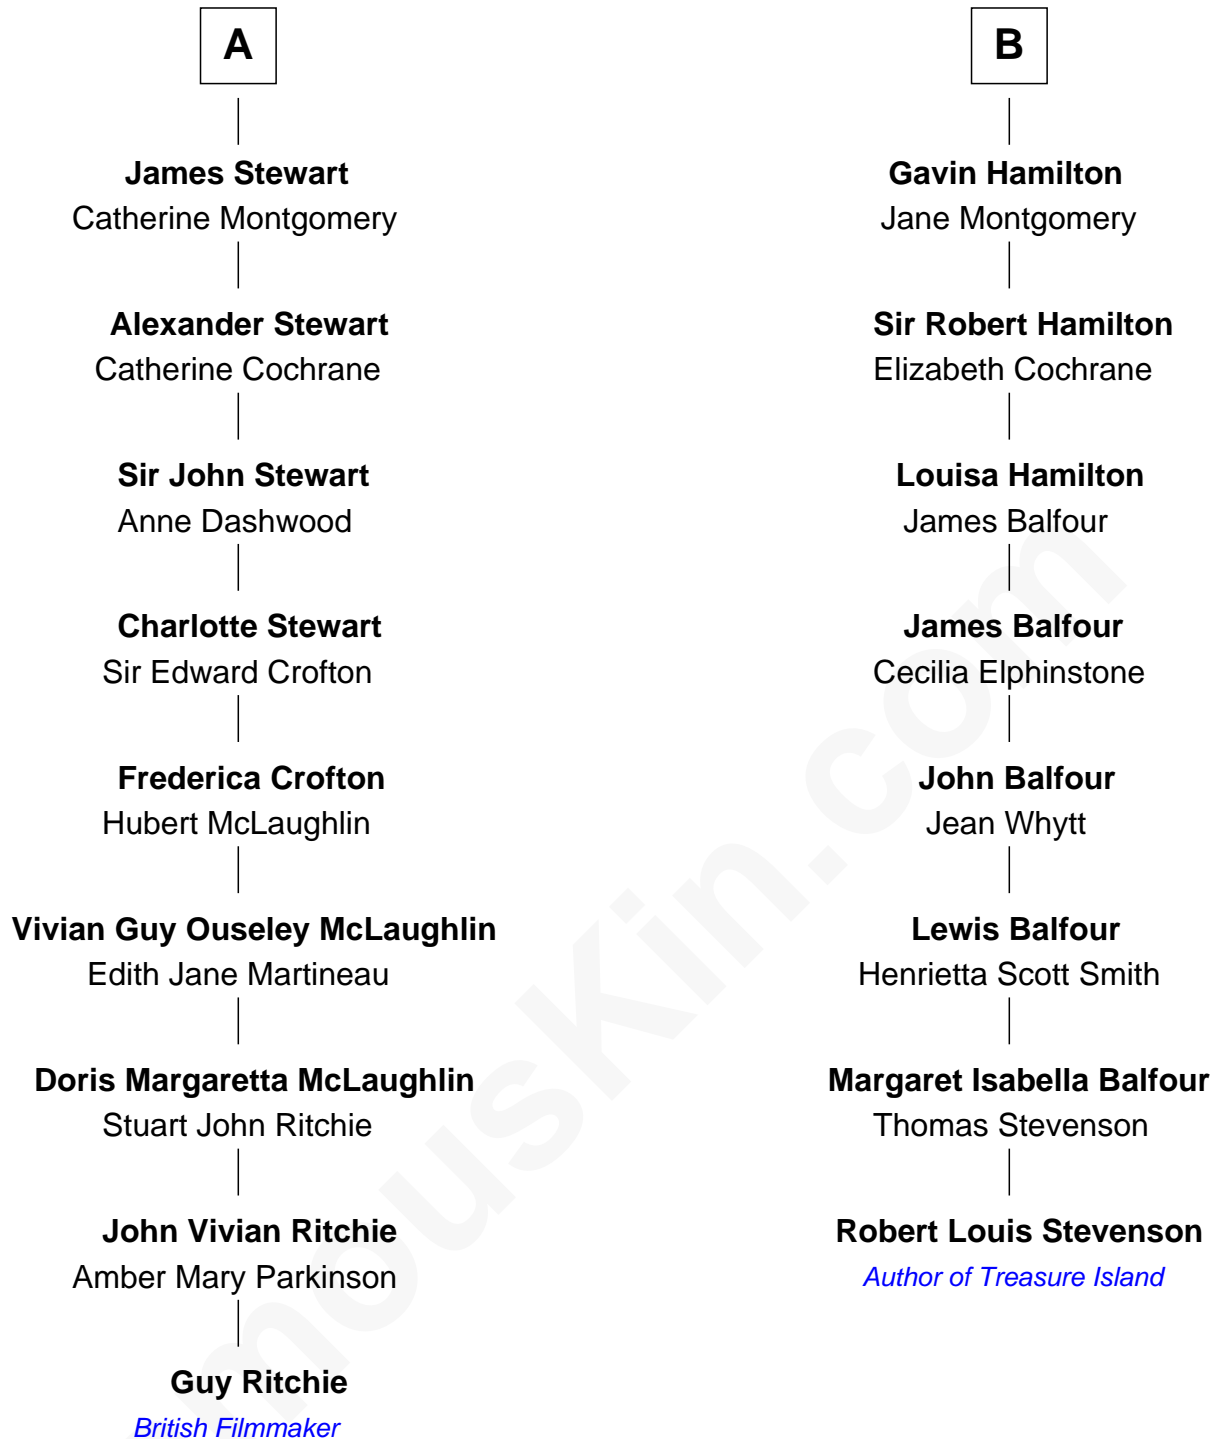 A
James Stewart
Catherine Montgomery
Alexander Stewart
Catherine Cochrane
Sir John Stewart
Anne Dashwood
Charlotte Stewart
Sir Edward Crofton
Frederica Crofton
Hubert McLaughlin
Vivian Guy Ouseley McLaughlin
Edith Jane Martineau
Doris Margaretta McLaughlin
Stuart John Ritchie
John Vivian Ritchie
Amber Mary Parkinson
Guy Ritchie
British Filmmaker
B
Gavin Hamilton
Jane Montgomery
Sir Robert Hamilton
Elizabeth Cochrane
Louisa Hamilton
James Balfour
James Balfour
Cecilia Elphinstone
John Balfour
Jean Whytt
Lewis Balfour
Henrietta Scott Smith
Margaret Isabella Balfour
Thomas Stevenson
Robert Louis Stevenson
Author of Treasure Island
mouskin.com